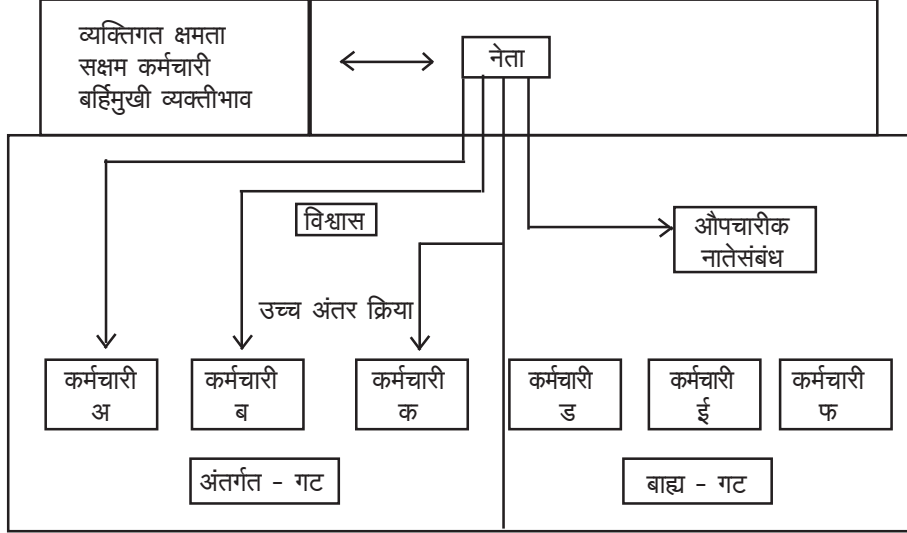 व्यक्तिगत क्षमता
सक्षम कर्मचारी
बर्हिमुखी व्यक्तीभाव
नेता
विश्वास
औपचारीक
नातेसंबंध
उच्च अंतर क्रिया
कर्मचारी
अ
कर्मचारी
ब
कर्मचारी
क
कर्मचारी
ड
कर्मचारी
ई
कर्मचारी
फ
अंतर्गत - गट
बाह्य - गट